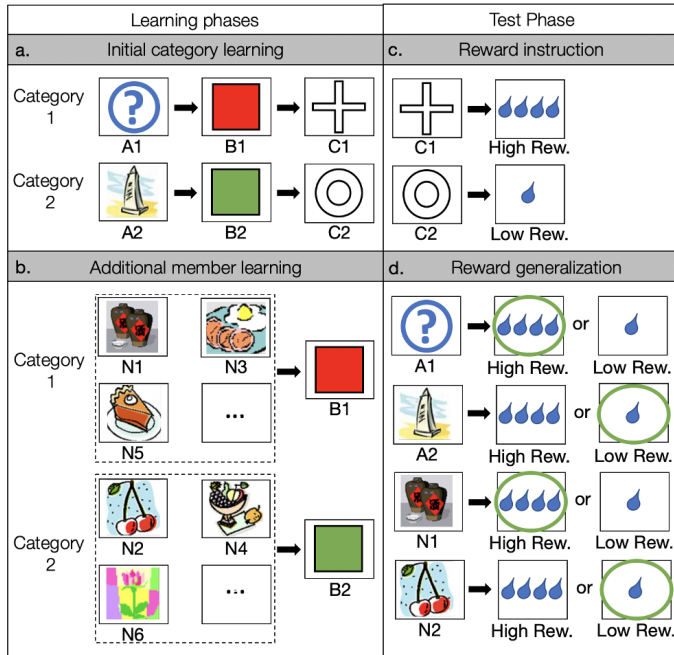 Learning phases
Test Phase
a. Initial category learning
c. Reward instruction
Category
1
?
A1
B1
C1
Category
2
A2
B2
C2
C1
High Rew.
C2
Low Rew.
b. Additional member learning
d. Reward generalization
Category
1
N1
N3
N5
...
B1
Category
2
N2
N4
N6
...
B2
?
or
A1
High Rew.
Low Rew.
or
A2
High Rew.
Low Rew.
or
N1
High Rew.
Low Rew.
or
N2
High Rew.
Low Rew.